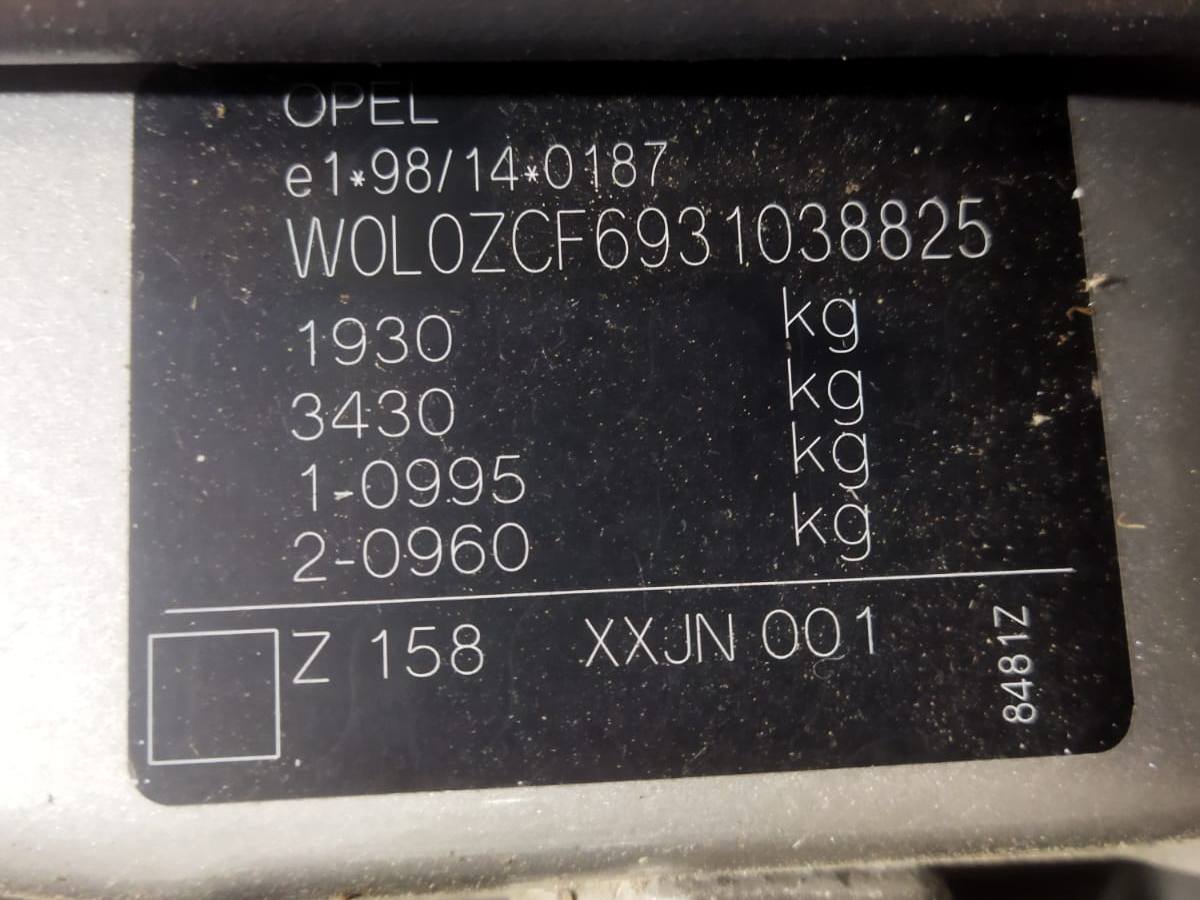 OPEL
e1*98/14*0187
W0L0ZCF6931038825
1930 kg
3430 kg
1-0995 kg
2-0960 kg
Z 158 XXJN 001
8481Z